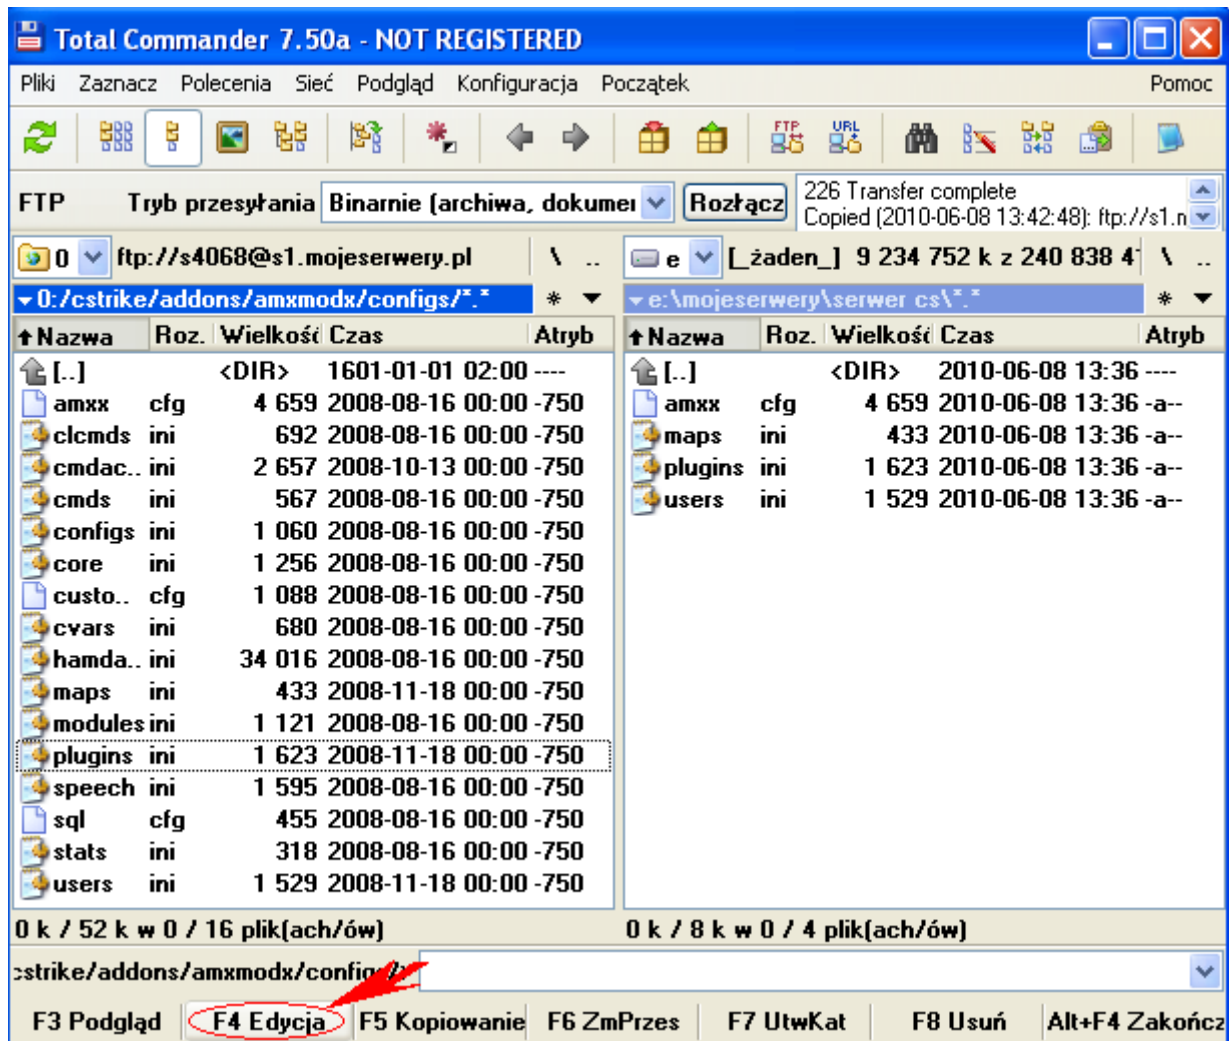 Total Commander 7.50a - NOT REGISTERED
Pliki Zaznacz Polecenia Sieć Podgląd Konfiguracja Początek Pomoc
FTP URL
FTP Tryb przesyłania Binarnie (archiwa, dokumei Rozłącz
226 Transfer complete
Copied (2010-06-08 13:42:48): ftp://s1.n
0 ftp://s4068@s1.mojeserwery.pl \ ..
e [_żaden_] 9 234 752 k z 240 838 4 \ ..
0:/cstrike/addons/amxmodx/configs/*.* * ▼
e:\mojeserwery\serwer cs\*.* * ▼
Nazwa Roz. Wielkość Czas Atryb
[..] <DIR> 1601-01-01 02:00 ----
amxx cfg 4 659 2008-08-16 00:00 -750
clcmds ini 692 2008-08-16 00:00 -750
cmdac.. ini 2 657 2008-10-13 00:00 -750
cmds ini 567 2008-08-16 00:00 -750
configs ini 1 060 2008-08-16 00:00 -750
core ini 1 256 2008-08-16 00:00 -750
custo.. cfg 1 088 2008-08-16 00:00 -750
cvars ini 680 2008-08-16 00:00 -750
hamda.. ini 34 016 2008-08-16 00:00 -750
maps ini 433 2008-11-18 00:00 -750
modules ini 1 121 2008-08-16 00:00 -750
plugins ini 1 623 2008-11-18 00:00 -750
speech ini 1 595 2008-08-16 00:00 -750
sql cfg 455 2008-08-16 00:00 -750
stats ini 318 2008-08-16 00:00 -750
users ini 1 529 2008-11-18 00:00 -750
0 k / 52 k w 0 / 16 plik(ach/ów)
Nazwa Roz. Wielkość Czas Atryb
[..] <DIR> 2010-06-08 13:36 ----
amxx cfg 4 659 2010-06-08 13:36 -a--
maps ini 433 2010-06-08 13:36 -a--
plugins ini 1 623 2010-06-08 13:36 -a--
users ini 1 529 2010-06-08 13:36 -a--
0 k / 8 k w 0 / 4 plik(ach/ów)
cstrike/addons/amxmodx/configs/>
F3 Podgląd F4 Edycja F5 Kopiowanie F6 ZmPrzes F7 UtwKat F8 Usuń Alt+F4 Zakończ